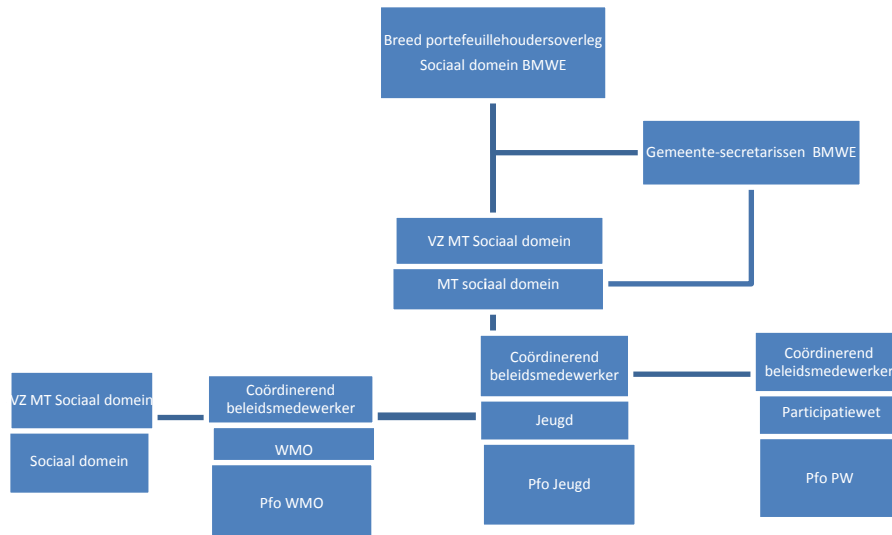 Breed portefeuillehoudersoverleg
Sociaal domein BMWE
Gemeente-secretarissen BMWE
VZ MT Sociaal domein
MT sociaal domein
VZ MT Sociaal domein
Sociaal domein
Coördinerend
beleidsmedewerker
WMO
Pfo WMO
Coördinerend
beleidsmedewerker
Jeugd
Pfo Jeugd
Coördinerend
beleidsmedewerker
Participatiewet
Pfo PW